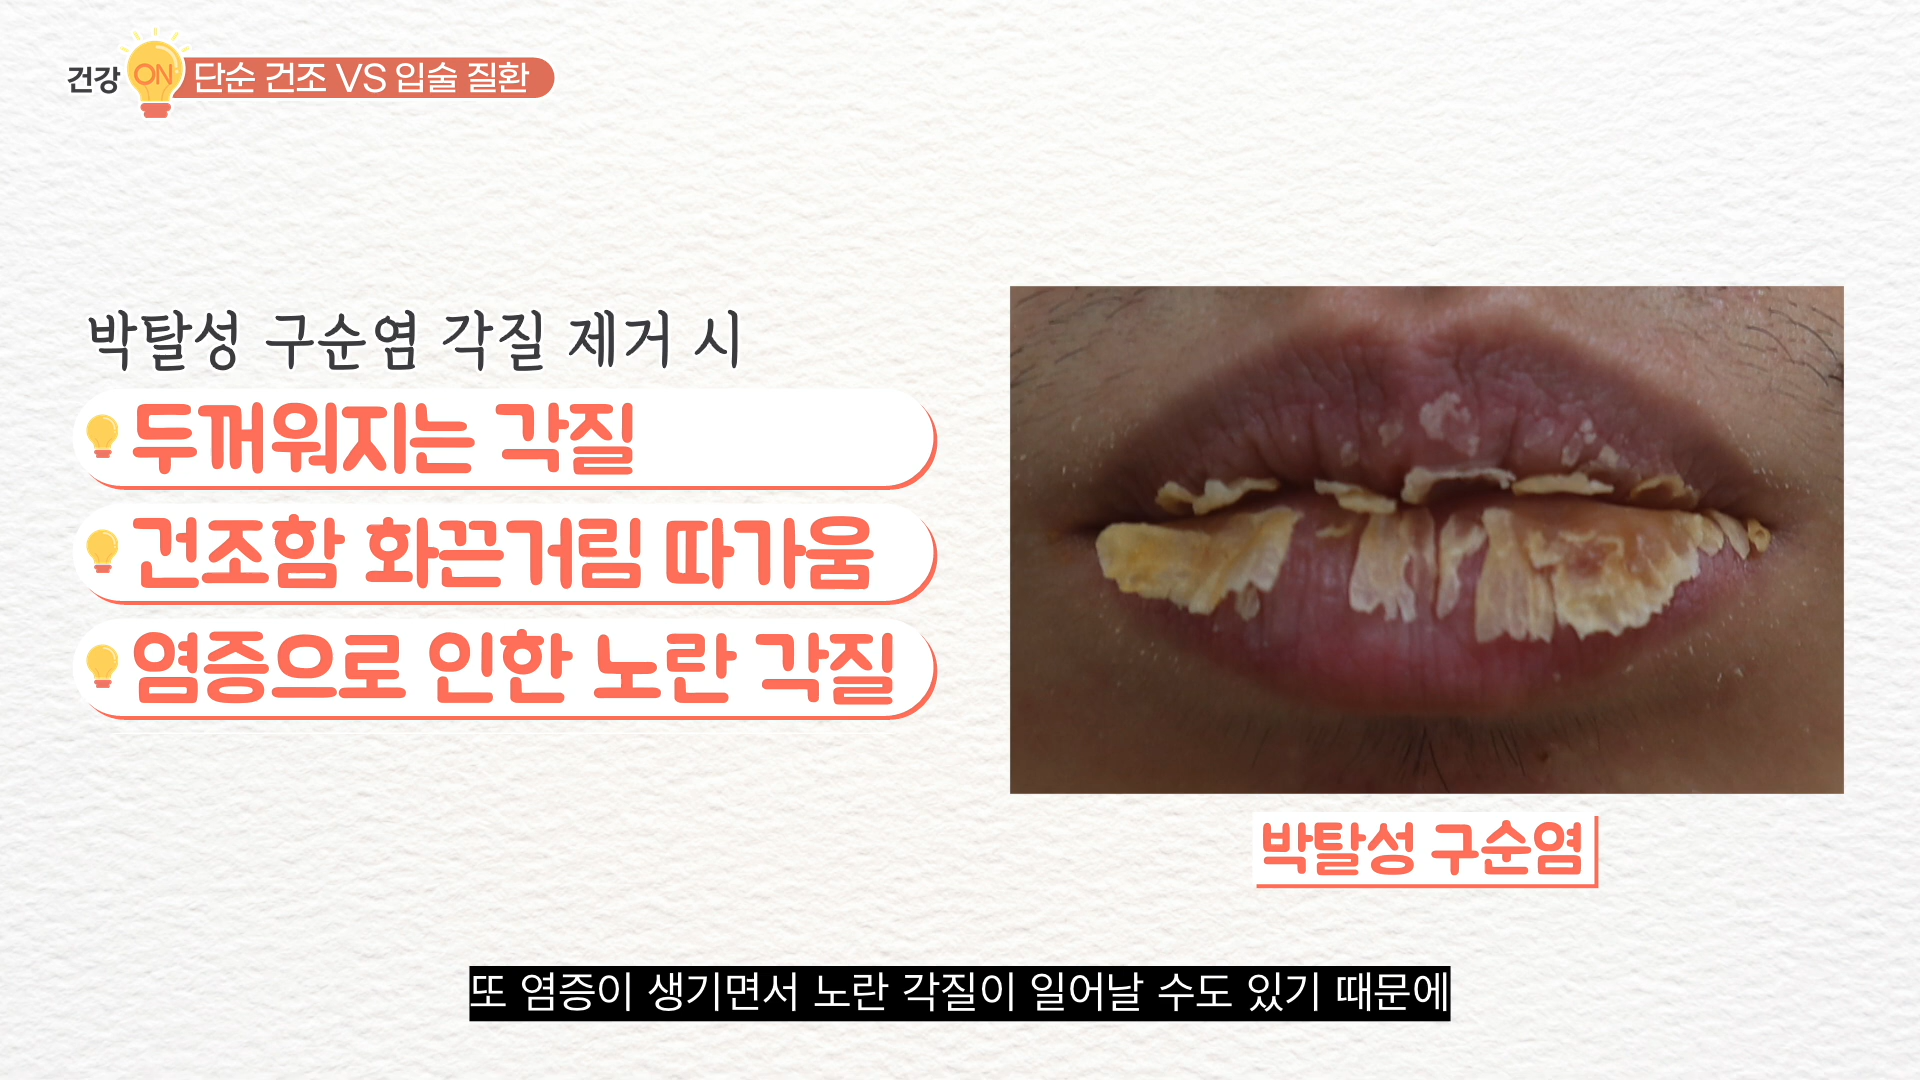 건강 ON 단순 건조 VS 입술 질환
박탈성 구순염 각질 제거 시
두꺼워지는 각질
건조함 화끈거림 따가움
염증으로 인한 노란 각질
박탈성 구순염
또 염증이 생기면서 노란 각질이 일어날 수도 있기 때문에